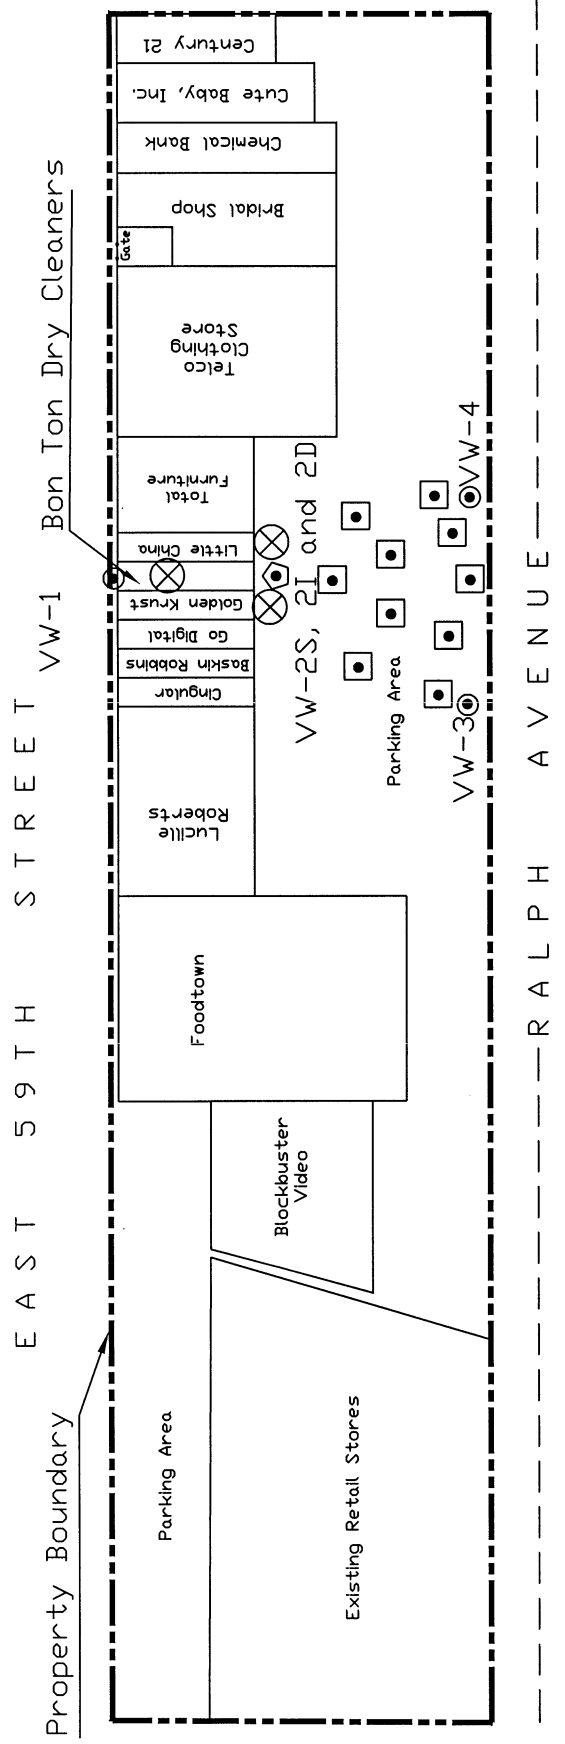 Century 21
Cute Baby, Inc.
Chemical Bank
Bridal Shop
Gate
Telco
Clothing
Store
Bon Ton Dry Cleaners
Total
Furniture
Little China
Golden Krust
Go Digital
Baskin Robbins
Cingular
Lucille
Roberts
VW-1
VW-2S, 2I and 2D
VW-4
VW-3
Parking Area
Foodtown
Blockbuster
Video
Parking Area
Existing Retail Stores
Property Boundary
EAST 59TH STREET
RALPH AVENUE